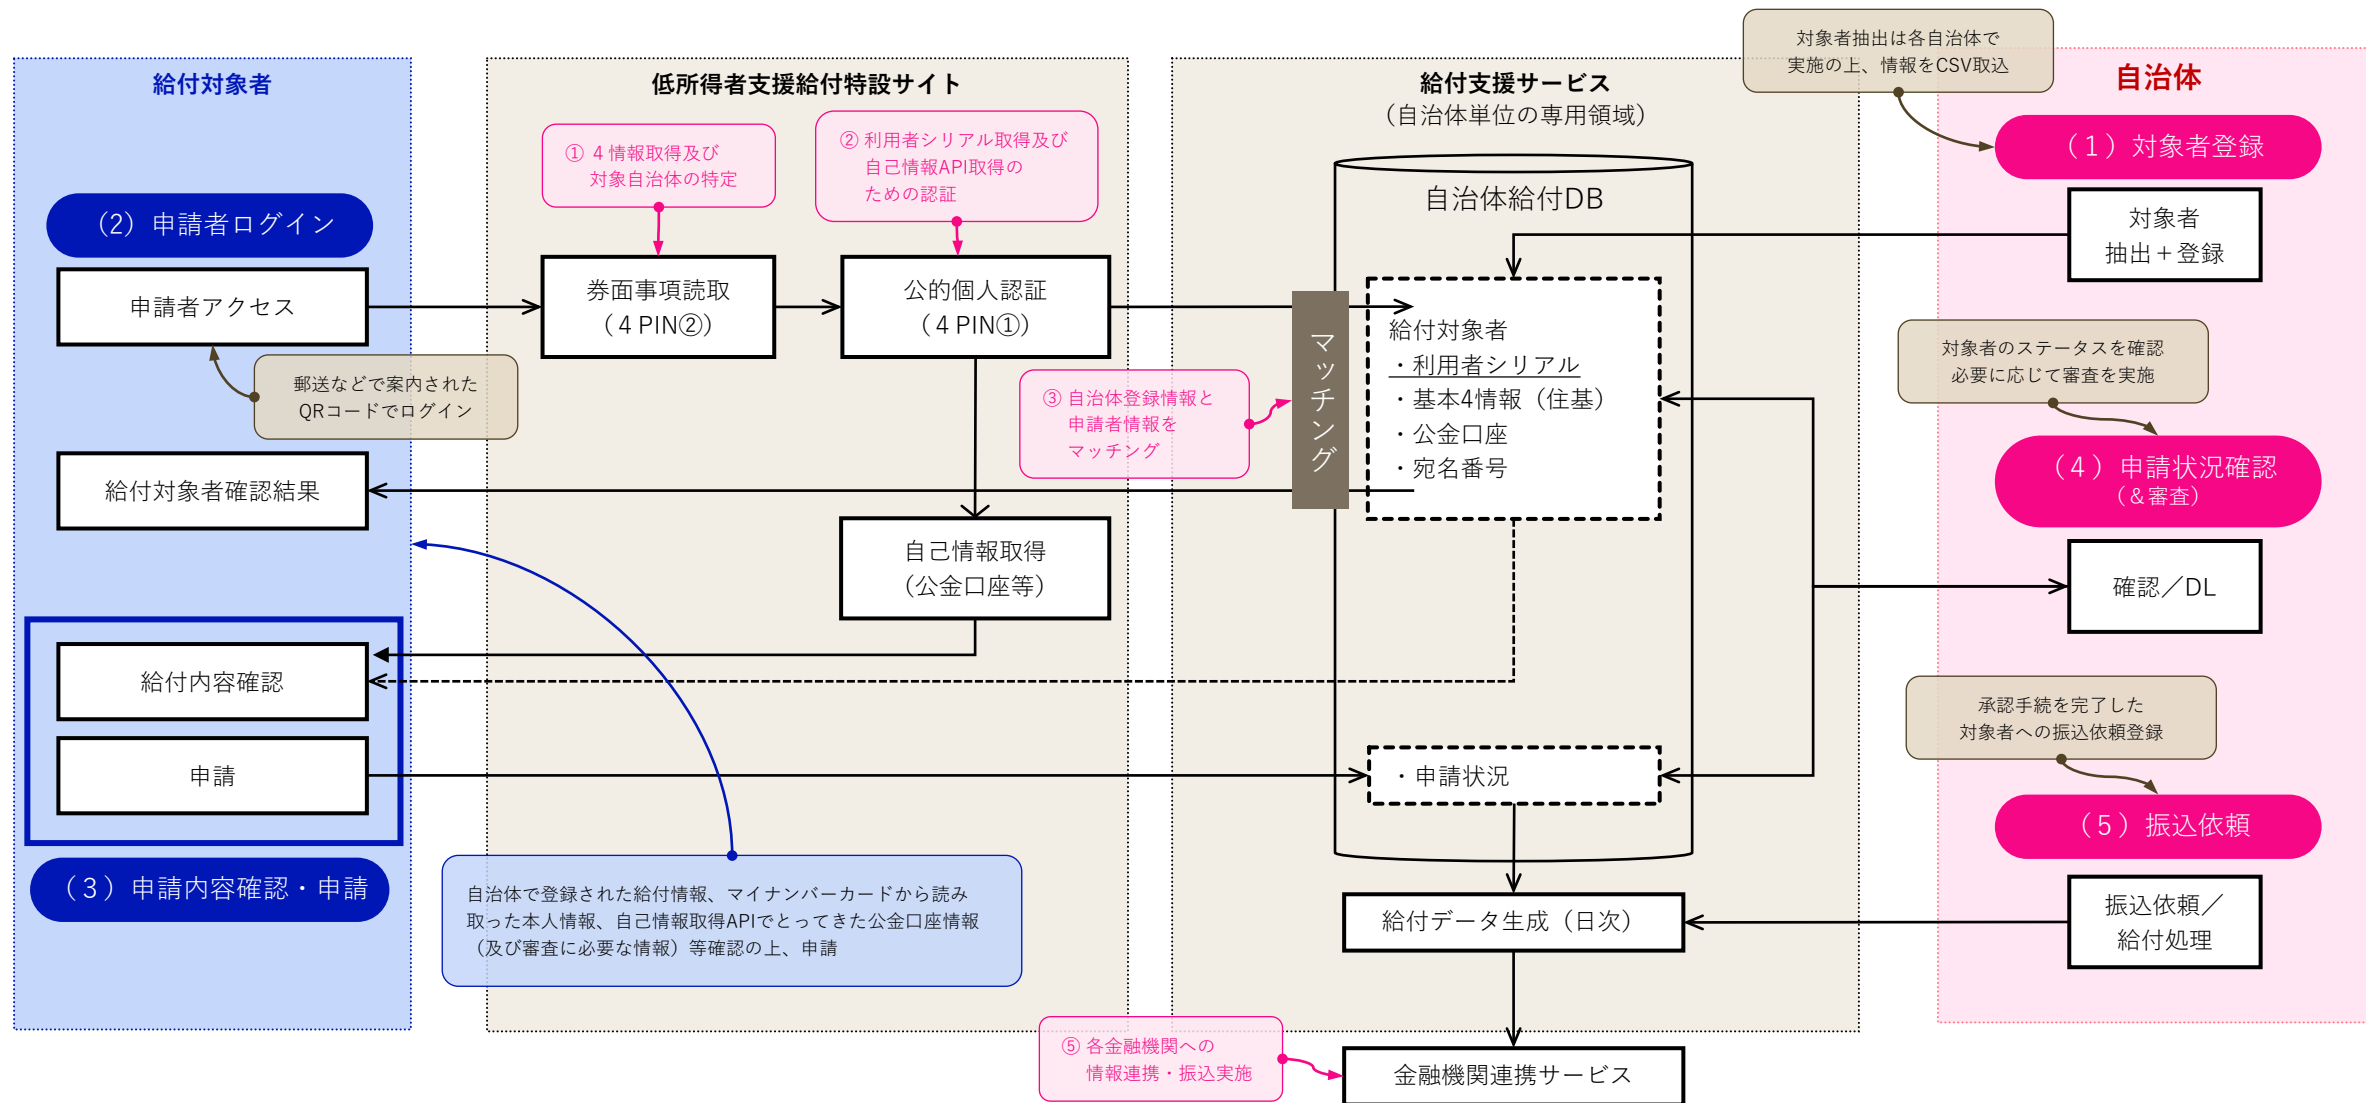 給付対象者
（2）申請者ログイン
申請者アクセス
郵送などで案内された
QRコードでログイン
給付対象者確認結果
給付内容確認
申請
（３）申請内容確認・申請
低所得者支援給付特設サイト
① ４情報取得及び
対象自治体の特定
② 利用者シリアル取得及び
自己情報API取得の
ための認証
券面事項読取
（４PIN②）
公的個人認証
（４PIN①）
③ 自治体登録情報と
申請者情報を
マッチング
自己情報取得
（公金口座等）
自治体で登録された給付情報、マイナンバーカードから読み
取った本人情報、自己情報取得APIでとってきた公金口座情報
（及び審査に必要な情報）等確認の上、申請
給付支援サービス
（自治体単位の専用領域）
自治体給付DB
マッチング
給付対象者
・利用者シリアル
・基本4情報（住基）
・公金口座
・宛名番号
・申請状況
給付データ生成（日次）
⑤ 各金融機関への
情報連携・振込実施
金融機関連携サービス
対象者抽出は各自治体で
実施の上、情報をCSV取込
自治体
（１）対象者登録
対象者
抽出＋登録
対象者のステータスを確認
必要に応じて審査を実施
（４）申請状況確認
（＆審査）
確認／DL
承認手続を完了した
対象者への振込依頼登録
（５）振込依頼
振込依頼／
給付処理